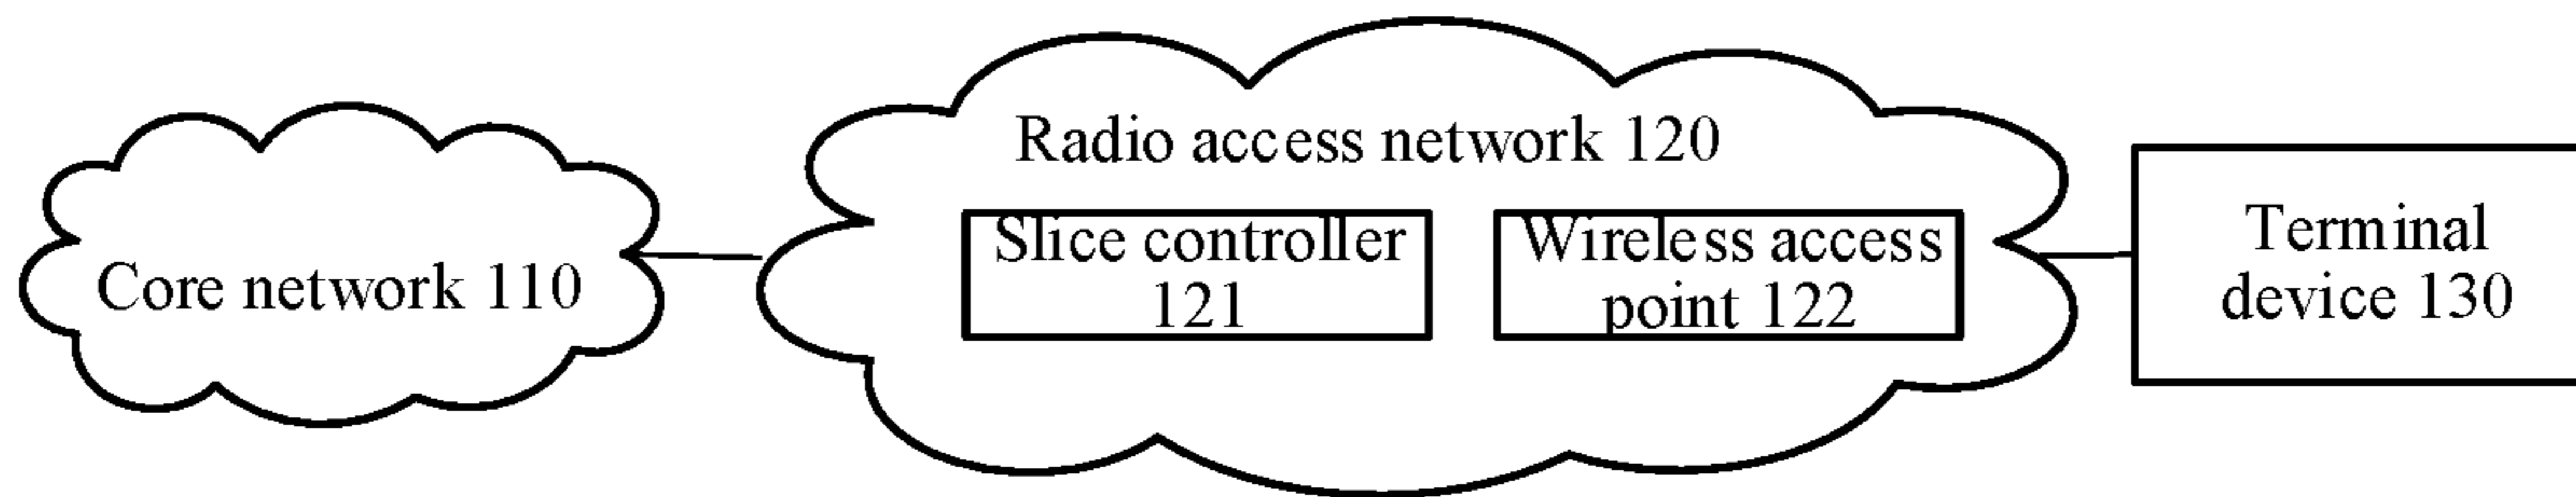 Core network 110
Radio access network 120
Slice controller
121
Wireless access
point 122
Terminal
device 130